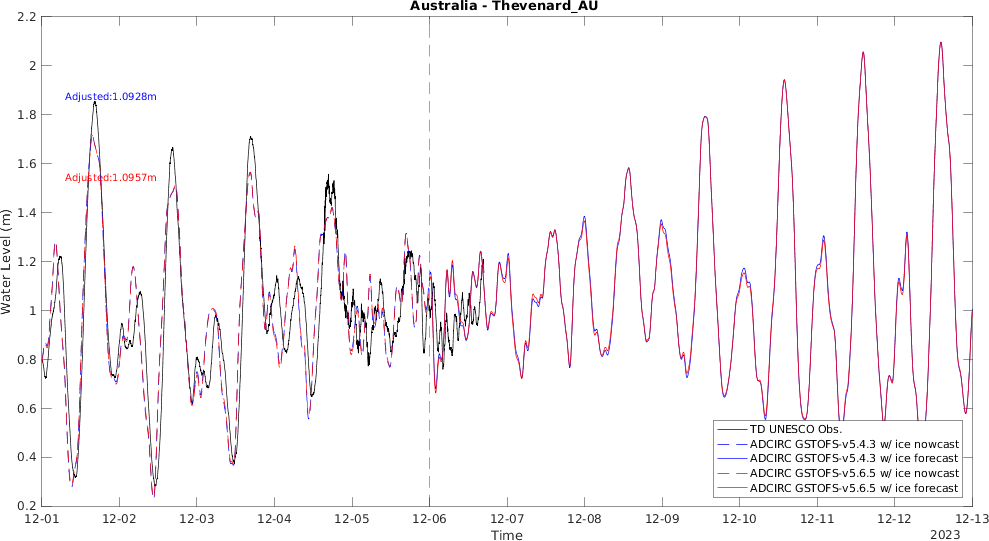 Australia - Thevenard_AU
2.2
2
1.8
1.6
1.4
1.2
1
0.8
0.6
0.4
0.2
Water Level (m)
Adjusted:1.0928m
Adjusted:1.0957m
TD UNESCO Obs.
ADCIRC GSTOFS-v5.4.3 w/ ice nowcast
ADCIRC GSTOFS-v5.4.3 w/ ice forecast
ADCIRC GSTOFS-v5.6.5 w/ ice nowcast
ADCIRC GSTOFS-v5.6.5 w/ ice forecast
12-01 12-02 12-03 12-04 12-05 12-06 12-07 12-08 12-09 12-10 12-11 12-12 12-13
Time
2023